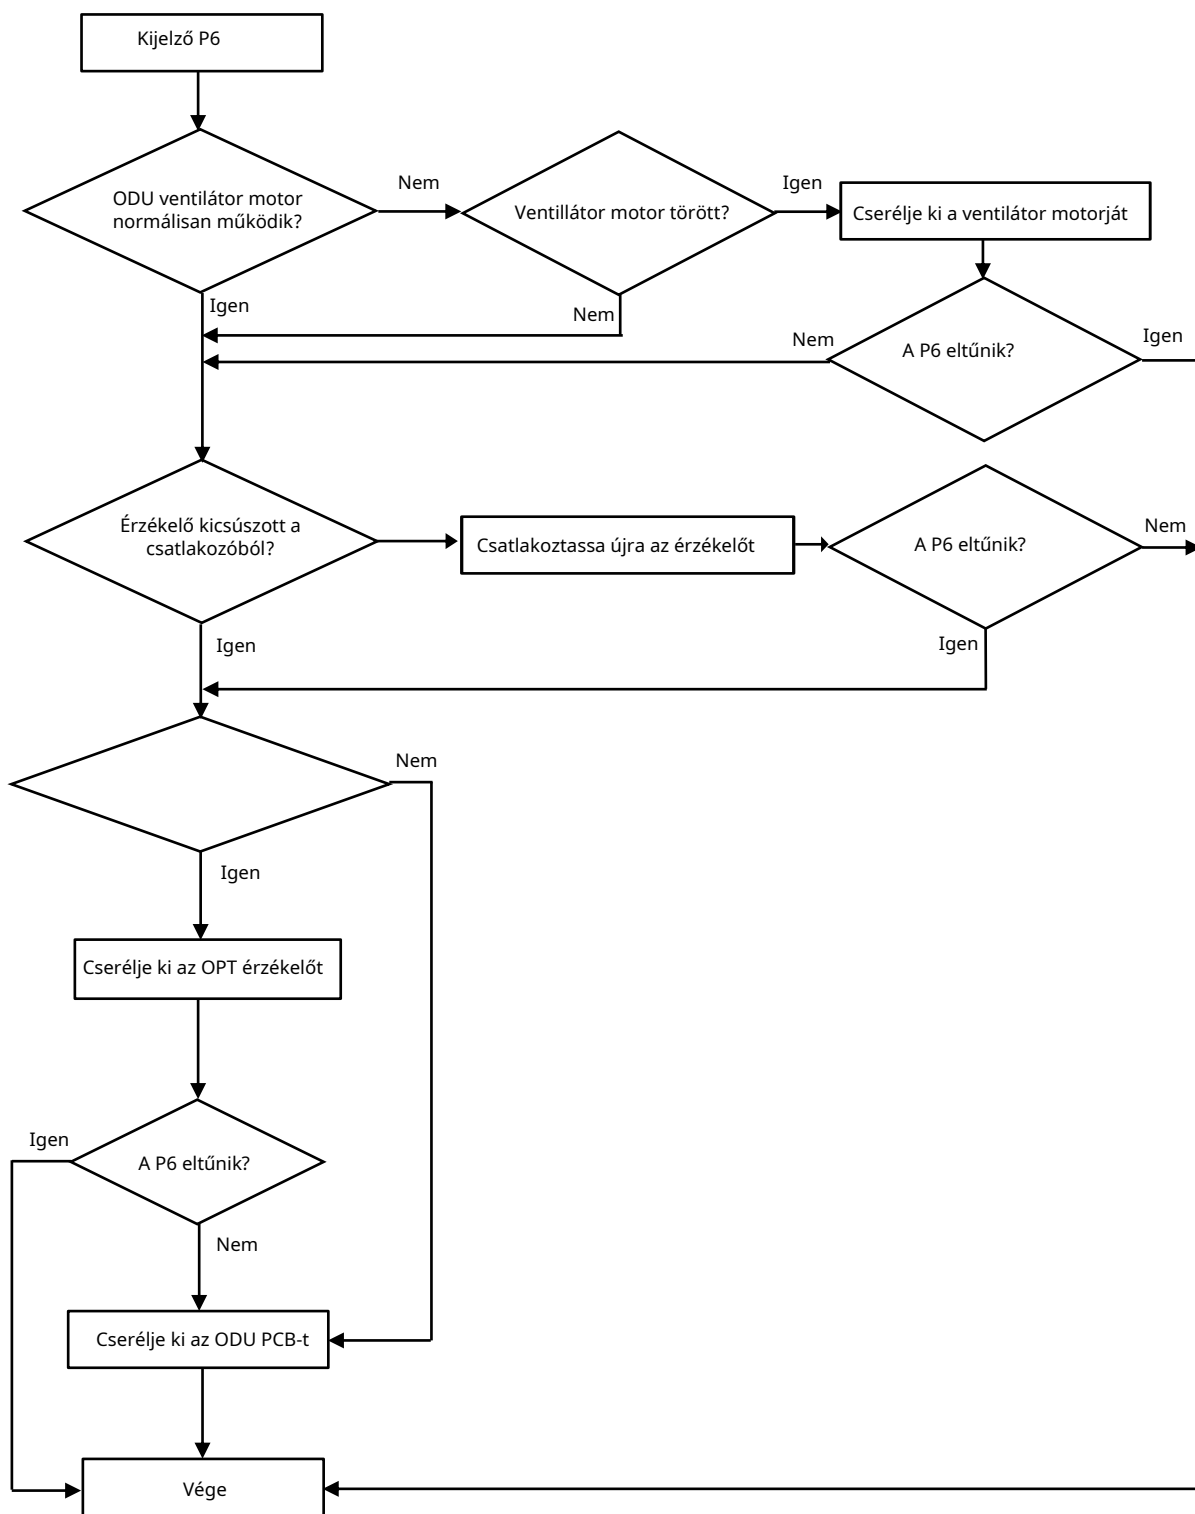 Kijelző P6
ODU ventilátor motor
normálisan működik?
Nem
Ventillátor motor törött?
Igen
Cserélje ki a ventilátor motorját
Igen
Nem
Nem
A P6 eltűnik?
Igen
Érzékelő kicsúszott a
csatlakozóból?
Csatlakoztassa újra az érzékelőt
A P6 eltűnik?
Nem
Igen
Igen
Nem
Igen
Cserélje ki az OPT érzékelőt
Igen
A P6 eltűnik?
Nem
Cserélje ki az ODU PCB-t
Vége